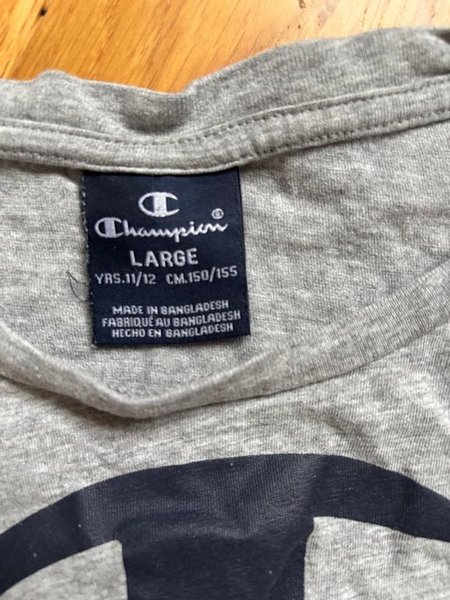 Champion®
LARGE
YRS.11/12 CM.150/155
MADE IN BANGLADESH
FABRIQUÉ AU BANGLADESH
HECHO EN BANGLADESH